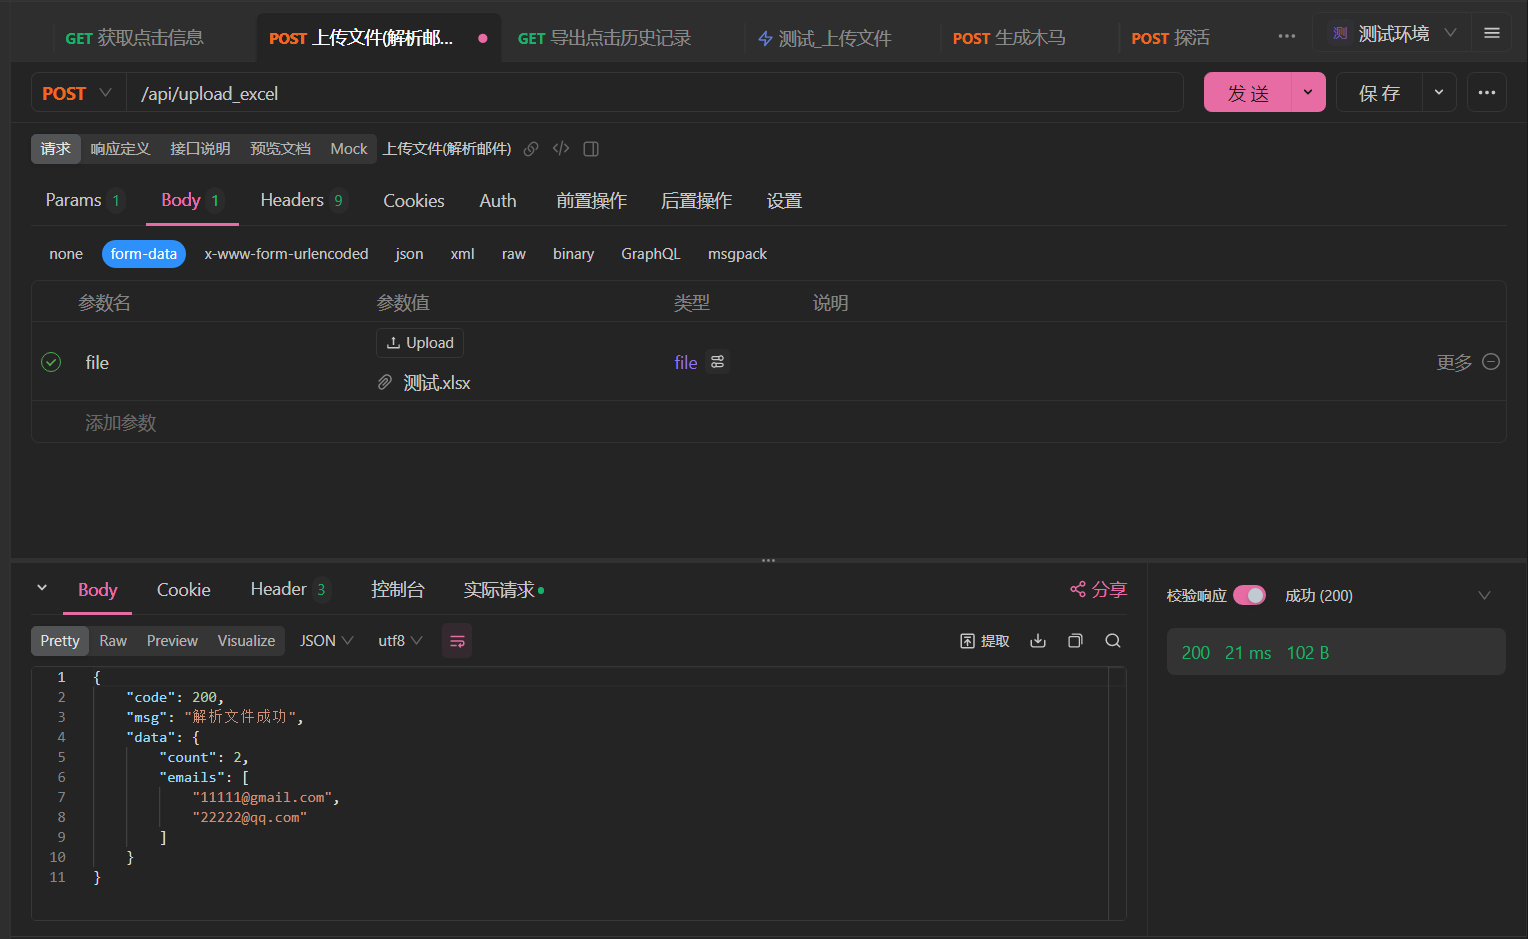 GET 获取点击信息
POST 上传文件(解析邮...
GET 导出点击历史记录
测试_上传文件
POST 生成木马
POST 探活
测 测试环境
POST /api/upload_excel
发 送
保 存
请求 响应定义 接口说明 预览文档 Mock 上传文件(解析邮件)
Params 1 Body 1 Headers 9 Cookies Auth 前置操作 后置操作 设置
none form-data x-www-form-urlencoded json xml raw binary GraphQL msgpack
参数名 参数值 类型 说明
Upload
file 测试.xlsx file 更多
添加参数
Body Cookie Header 3 控制台 实际请求 分享
校验响应 成功 (200)
Pretty Raw Preview Visualize JSON utf8 提取
200 21 ms 102 B
1 {
2 "code": 200,
3 "msg": "解析文件成功",
4 "data": {
5 "count": 2,
6 "emails": [
7 "11111@gmail.com",
8 "22222@qq.com"
9 ]
10 }
11 }